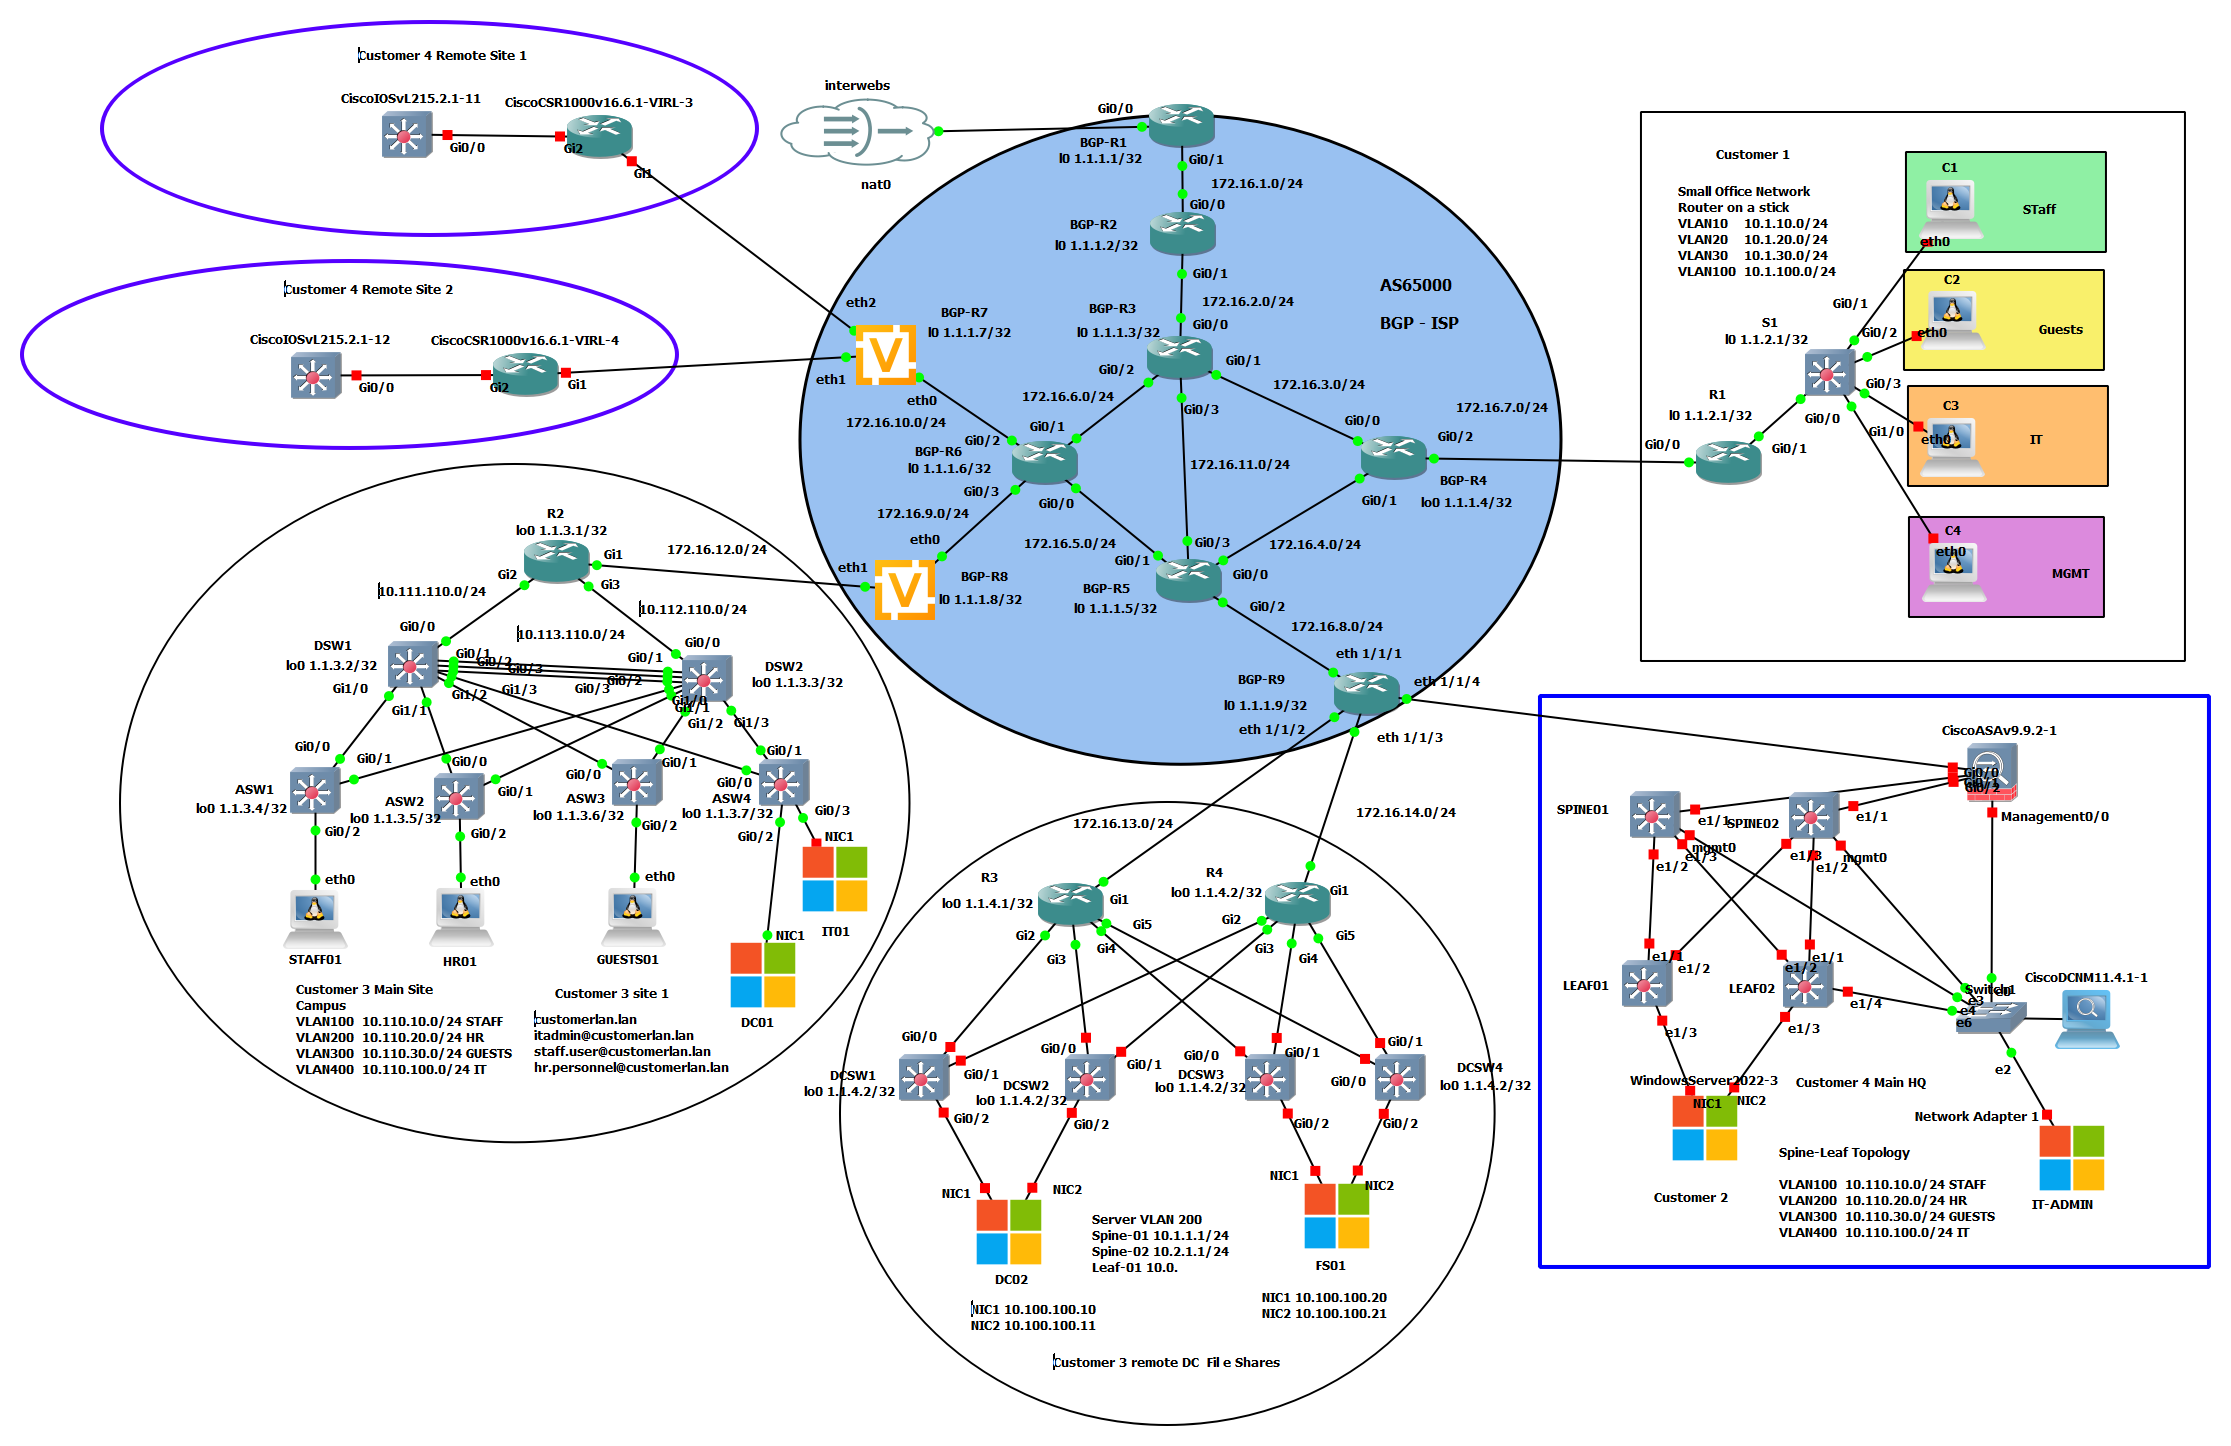 Customer 4 Remote Site 1
CiscoIOSvL215.2.1-11
CiscoCSR1000v16.6.1-VIRL-3
Gi0/0
Gi2
Gi1
Customer 4 Remote Site 2
CiscoIOSvL215.2.1-12
CiscoCSR1000v16.6.1-VIRL-4
Gi0/0
Gi2
Gi1
interwebs
nat0
Gi0/0
BGP-R1
l0 1.1.1.1/32
Gi0/1
172.16.1.0/24
Gi0/0
BGP-R2
l0 1.1.1.2/32
Gi0/1
172.16.2.0/24
AS65000
BGP - ISP
BGP-R3
l0 1.1.1.3/32
Gi0/0
Gi0/1
Gi0/2
Gi0/3
172.16.3.0/24
172.16.6.0/24
172.16.11.0/24
eth2
BGP-R7
l0 1.1.1.7/32
eth1
eth0
172.16.10.0/24
Gi0/2
Gi0/1
BGP-R6
l0 1.1.1.6/32
Gi0/3
Gi0/0
172.16.9.0/24
172.16.5.0/24
172.16.7.0/24
Gi0/0
Gi0/2
BGP-R4
lo0 1.1.1.4/32
Gi0/1
172.16.4.0/24
eth0
eth1
BGP-R8
l0 1.1.1.8/32
Gi0/1
Gi0/3
Gi0/0
BGP-R5
l0 1.1.1.5/32
Gi0/2
172.16.8.0/24
eth 1/1/1
BGP-R9
l0 1.1.1.9/32
eth 1/1/4
eth 1/1/2
eth 1/1/3
Customer 1
Small Office Network
Router on a stick
VLAN10 10.1.10.0/24
VLAN20 10.1.20.0/24
VLAN30 10.1.30.0/24
VLAN100 10.1.100.0/24
C1
STaff
eth0
C2
Guests
eth0
C3
IT
eth0
C4
eth0
MGMT
Gi0/1
S1
l0 1.1.2.1/32
Gi0/2
Gi0/3
Gi0/0
Gi1/0
R1
l0 1.1.2.1/32
Gi0/0
Gi0/1
R2
lo0 1.1.3.1/32
Gi1
Gi2
Gi3
172.16.12.0/24
10.111.110.0/24
10.112.110.0/24
10.113.110.0/24
Gi0/0
DSW1
lo0 1.1.3.2/32
Gi0/1
Gi0/2
Gi0/3
Gi1/0
Gi1/1
Gi1/2
Gi1/3
Gi0/0
Gi0/1
Gi0/2
Gi0/3
DSW2
lo0 1.1.3.3/32
Gi1/0
Gi1/1
Gi1/2
Gi1/3
Gi0/0
Gi0/1
ASW1
lo0 1.1.3.4/32
Gi0/2
eth0
STAFF01
Gi0/0
Gi0/1
ASW2
lo0 1.1.3.5/32
Gi0/2
eth0
HR01
Gi0/0
Gi0/1
ASW3
lo0 1.1.3.6/32
Gi0/2
eth0
GUESTS01
Gi0/1
Gi0/0
ASW4
lo0 1.1.3.7/32
Gi0/2
Gi0/3
NIC1
IT01
NIC1
DC01
Customer 3 Main Site
Campus
VLAN100 10.110.10.0/24 STAFF
VLAN200 10.110.20.0/24 HR
VLAN300 10.110.30.0/24 GUESTS
VLAN400 10.110.100.0/24 IT
Customer 3 site 1
customerlan.lan
itadmin@customerlan.lan
staff.user@customerlan.lan
hr.personnel@customerlan.lan
172.16.13.0/24
172.16.14.0/24
R3
lo0 1.1.4.1/32
Gi1
Gi2
Gi3
Gi4
Gi5
R4
lo0 1.1.4.2/32
Gi1
Gi2
Gi3
Gi4
Gi5
Gi0/0
Gi0/1
DCSW1
lo0 1.1.4.2/32
Gi0/2
Gi0/0
Gi0/1
DCSW2
lo0 1.1.4.2/32
Gi0/2
Gi0/0
Gi0/1
DCSW3
lo0 1.1.4.2/32
Gi0/2
Gi0/1
Gi0/0
DCSW4
lo0 1.1.4.2/32
Gi0/2
NIC1
NIC2
DC02
NIC1 10.100.100.10
NIC2 10.100.100.11
Server VLAN 200
Spine-01 10.1.1.1/24
Spine-02 10.2.1.1/24
Leaf-01 10.0.
NIC1
NIC2
FS01
NIC1 10.100.100.20
NIC2 10.100.100.21
Customer 3 remote DC File Shares
CiscoASAv9.9.2-1
Gi0/0
Gi0/1
Gi0/2
Management0/0
SPINE01
e1/1
mgmt0
e1/3
e1/2
SPINE02
e1/1
e1/3
e1/2
mgmt0
LEAF01
e1/1
e1/2
e1/3
LEAF02
e1/1
e1/2
e1/3
e1/4
Switch1
e0
e3
e4
e6
e2
CiscoDCNM11.4.1-1
WindowsServer2022-3
NIC1
NIC2
Customer 4 Main HQ
Network Adapter 1
IT-ADMIN
Customer 2
Spine-Leaf Topology
VLAN100 10.110.10.0/24 STAFF
VLAN200 10.110.20.0/24 HR
VLAN300 10.110.30.0/24 GUESTS
VLAN400 10.110.100.0/24 IT